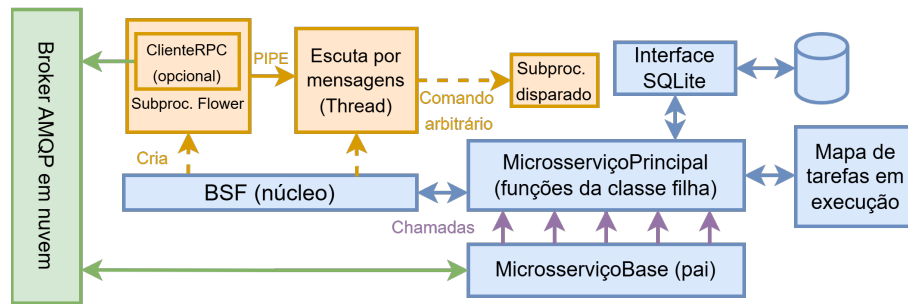 Broker AMQP em nuvem
ClienteRPC
(opcional)
Subproc. Flower
PIPE
Escuta por
mensagens
(Thread)
Comando
arbitrário
Subproc.
disparado
Interface
SQLite
Cria
BSF (núcleo)
MicrosserviçoPrincipal
(funções da classe filha)
Mapa de
tarefas em
execução
Chamadas
MicrosserviçoBase (pai)